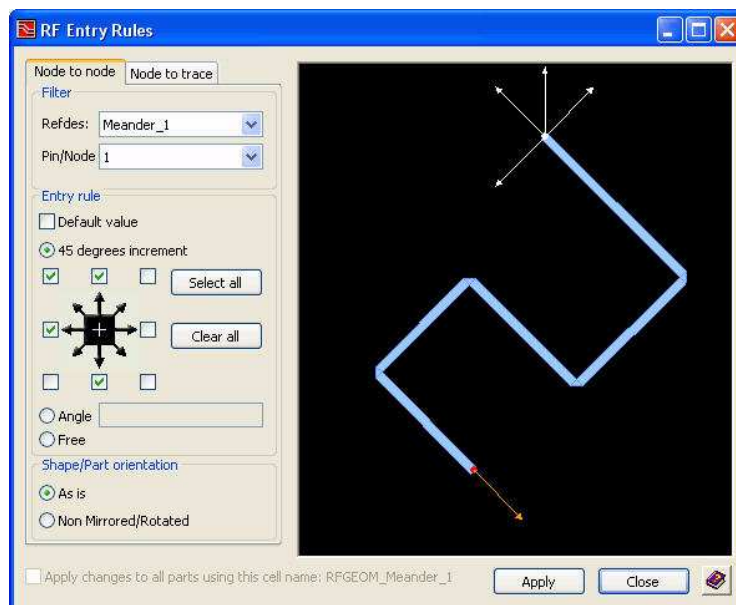 RF Entry Rules
Node to node Node to trace
Filter
Refdes: Meander_1
Pin/Node 1
Entry rule
Default value
45 degrees increment
Select all
Clear all
Angle
Free
Shape/Part orientation
As is
Non Mirrored/Rotated
Apply changes to all parts using this cell name: RFGEOM_Meander_1
Apply Close